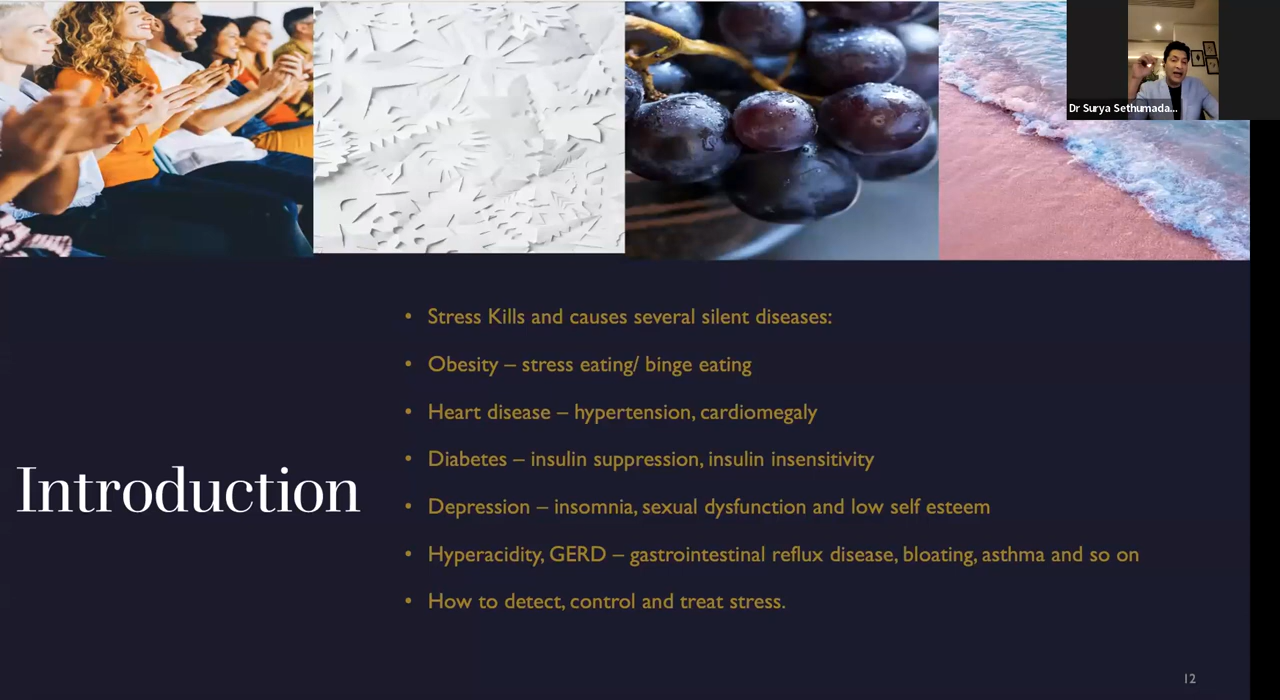 Dr Surya Sethumada...
Introduction
• Stress Kills and causes several silent diseases:
• Obesity – stress eating/ binge eating
• Heart disease – hypertension, cardiomegaly
• Diabetes – insulin suppression, insulin insensitivity
• Depression – insomnia, sexual dysfunction and low self esteem
• Hyperacidity, GERD – gastrointestinal reflux disease, bloating, asthma and so on
• How to detect, control and treat stress.
12